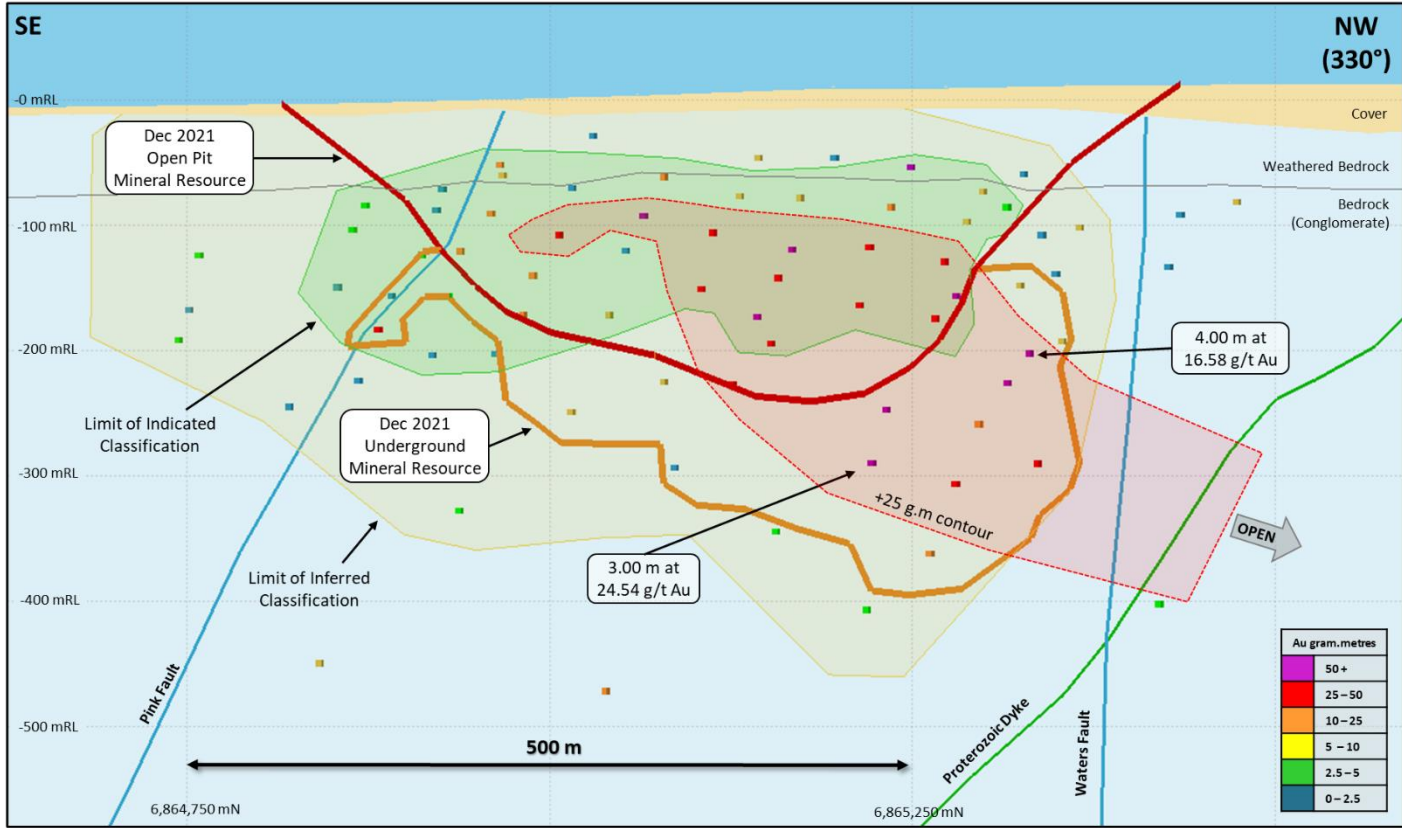 SE
NW
(330°)
-0 mRL
Cover
Dec 2021
Open Pit
Mineral Resource
Weathered Bedrock
Bedrock
(Conglomerate)
-100 mRL
-200 mRL
4.00 m at
16.58 g/t Au
Limit of Indicated
Classification
Dec 2021
Underground
Mineral Resource
-300 mRL
+25 g.m contour
OPEN
3.00 m at
24.54 g/t Au
Limit of Inferred
Classification
-400 mRL
Pink Fault
-500 mRL
500 m
Proterozoic Dyke
Waters Fault
Au gram.metres
50+
25–50
10–25
5–10
2.5–5
0–2.5
6,864,750 mN
6,865,250 mN